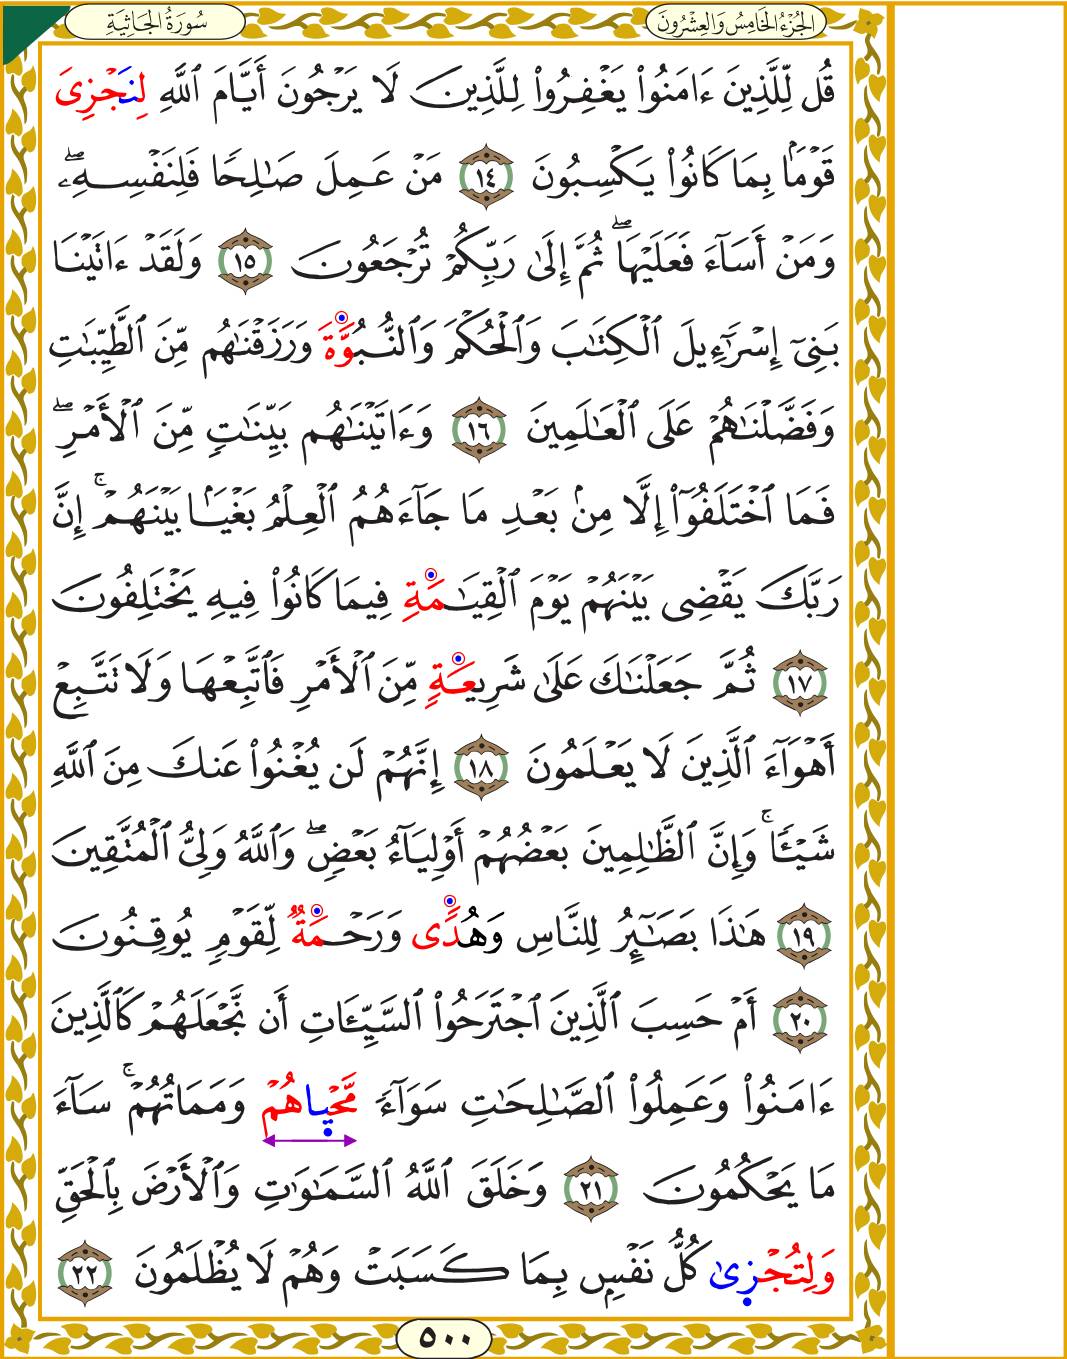 سُورَةُ الجَاثِيَةِ
الجُزْءُ الخَامِسُ وَالعِشْرُونَ
قُل لِّلَّذِينَ ءَامَنُوا۟ يَغْفِرُوا۟ لِلَّذِينَ لَا يَرْجُونَ أَيَّامَ ٱللَّهِ لِنَجْزِىَ
قَوْمًۢا بِمَا كَانُوا۟ يَكْسِبُونَ ١٤ مَنْ عَمِلَ صَٰلِحًا فَلِنَفْسِهِۦۖ
وَمَنْ أَسَآءَ فَعَلَيْهَاۖ ثُمَّ إِلَىٰ رَبِّكُمْ تُرْجَعُونَ ١٥ وَلَقَدْ ءَاتَيْنَا
بَنِىٓ إِسْرَٰٓءِيلَ ٱلْكِتَٰبَ وَٱلْحُكْمَ وَٱلنُّبُوَّةَ وَرَزَقْنَٰهُم مِّنَ ٱلطَّيِّبَٰتِ
وَفَضَّلْنَٰهُمْ عَلَى ٱلْعَٰلَمِينَ ١٦ وَءَاتَيْنَٰهُم بَيِّنَٰتٍ مِّنَ ٱلْأَمْرِۖ
فَمَا ٱخْتَلَفُوٓا۟ إِلَّا مِنۢ بَعْدِ مَا جَآءَهُمُ ٱلْعِلْمُ بَغْيًۢا بَيْنَهُمْۚ إِنَّ
رَبَّكَ يَقْضِى بَيْنَهُمْ يَوْمَ ٱلْقِيَٰمَةِ فِيمَا كَانُوا۟ فِيهِ يَخْتَلِفُونَ
١٧ ثُمَّ جَعَلْنَٰكَ عَلَىٰ شَرِيعَةٍ مِّنَ ٱلْأَمْرِ فَٱتَّبِعْهَا وَلَا تَتَّبِعْ
أَهْوَآءَ ٱلَّذِينَ لَا يَعْلَمُونَ ١٨ إِنَّهُمْ لَن يُغْنُوا۟ عَنكَ مِنَ ٱللَّهِ
شَيْـًٔاۚ وَإِنَّ ٱلظَّٰلِمِينَ بَعْضُهُمْ أَوْلِيَآءُ بَعْضٍۖ وَٱللَّهُ وَلِىُّ ٱلْمُتَّقِينَ
١٩ هَٰذَا بَصَٰٓئِرُ لِلنَّاسِ وَهُدًى وَرَحْمَةٌ لِّقَوْمٍ يُوقِنُونَ
٢٠ أَمْ حَسِبَ ٱلَّذِينَ ٱجْتَرَحُوا۟ ٱلسَّيِّـَٔاتِ أَن نَّجْعَلَهُمْ كَٱلَّذِينَ
ءَامَنُوا۟ وَعَمِلُوا۟ ٱلصَّٰلِحَٰتِ سَوَآءً مَّحْيٜاهُمْ وَمَمَاتُهُمْۚ سَآءَ
مَا يَحْكُمُونَ ٢١ وَخَلَقَ ٱللَّهُ ٱلسَّمَٰوَٰتِ وَٱلْأَرْضَ بِٱلْحَقِّ
وَلِتُجْزَىٰ كُلُّ نَفْسٍۭ بِمَا كَسَبَتْ وَهُمْ لَا يُظْلَمُونَ ٢٢
٥٠٠